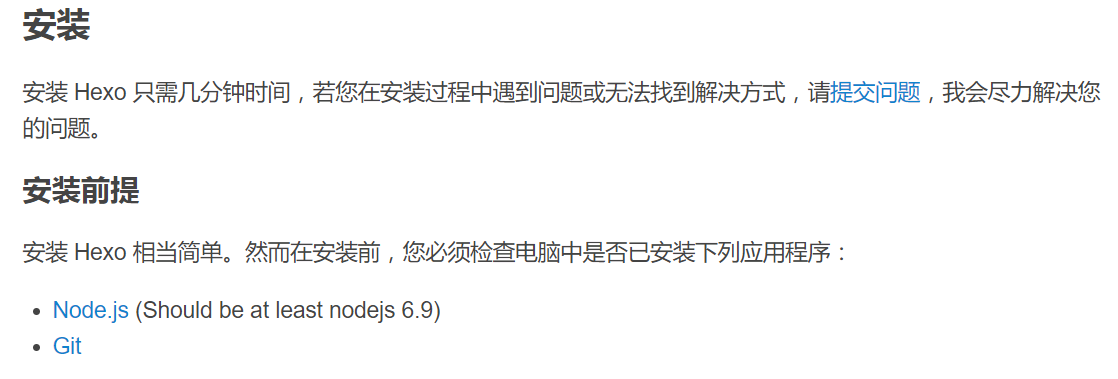 安装
安装 Hexo 只需几分钟时间，若您在安装过程中遇到问题或无法找到解决方式，请提交问题，我会尽力解决您
的问题。
安装前提
安装 Hexo 相当简单。然而在安装前，您必须检查电脑中是否已安装下列应用程序：
• Node.js (Should be at least nodejs 6.9)
• Git